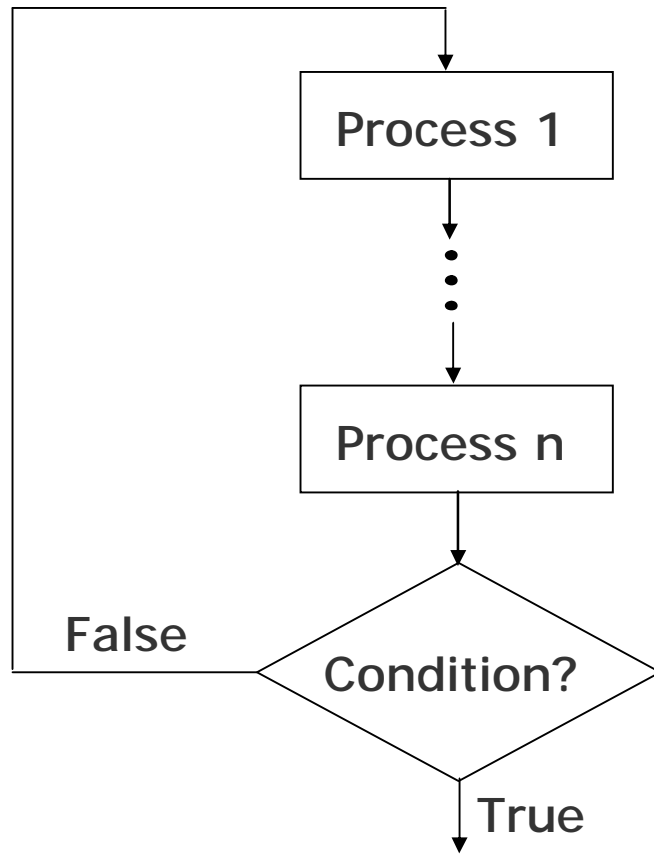 Process 1
Process n
False
Condition?
True